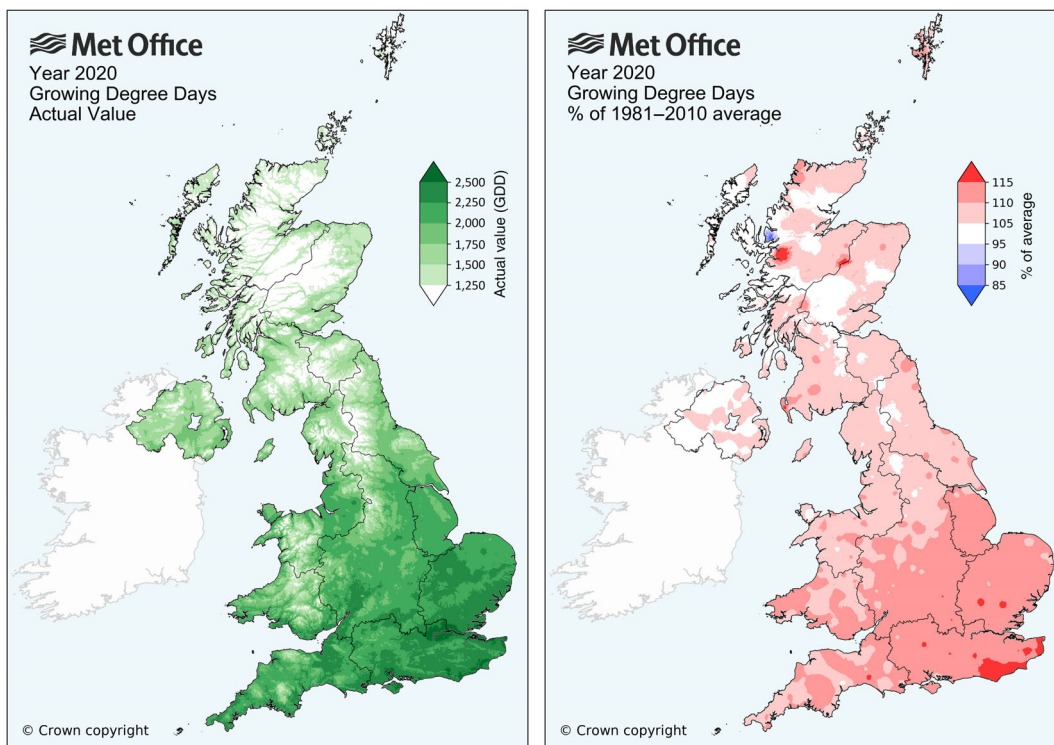 Met Office
Year 2020
Growing Degree Days
Actual Value
2,500
2,250
2,000
1,750
1,500
1,250
Actual value (GDD)
© Crown copyright
Met Office
Year 2020
Growing Degree Days
% of 1981–2010 average
115
110
105
95
90
85
% of average
© Crown copyright